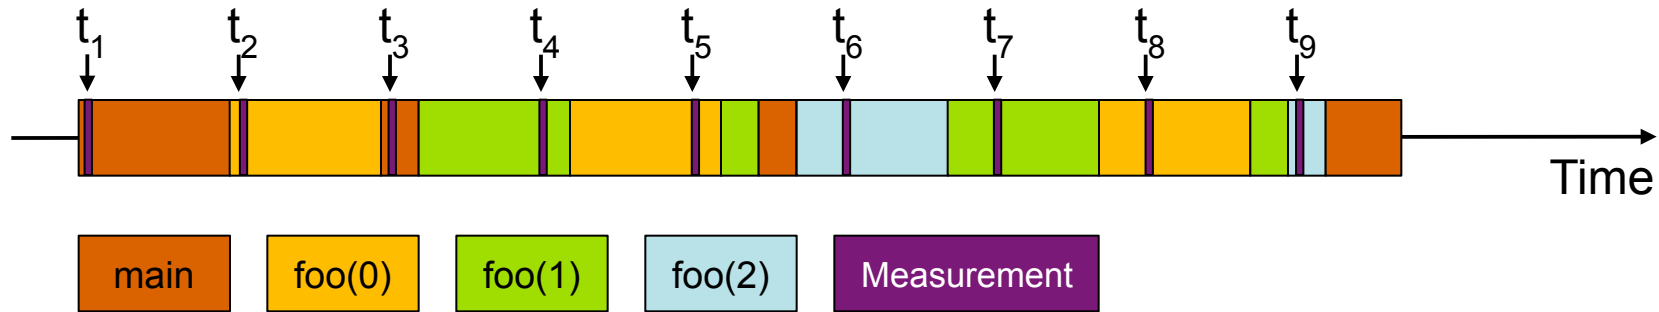 t1 t2 t3 t4 t5 t6 t7 t8 t9
Time
main foo(0) foo(1) foo(2) Measurement